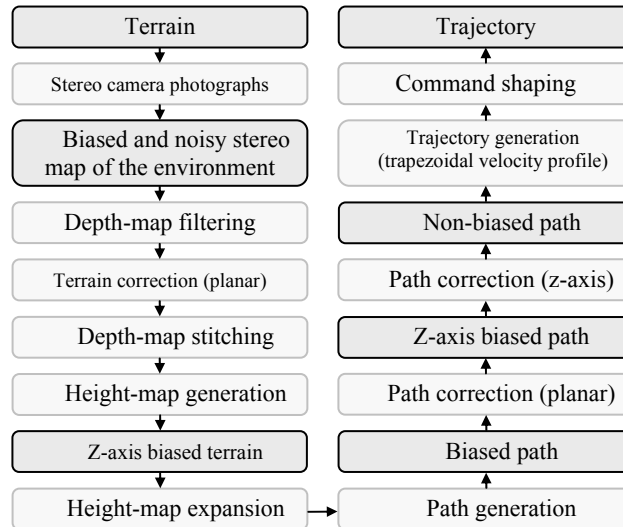 Terrain
Stereo camera photographs
Biased and noisy stereo
map of the environment
Depth-map filtering
Terrain correction (planar)
Depth-map stitching
Height-map generation
Z-axis biased terrain
Height-map expansion
Trajectory
Command shaping
Trajectory generation
(trapezoidal velocity profile)
Non-biased path
Path correction (z-axis)
Z-axis biased path
Path correction (planar)
Biased path
Path generation